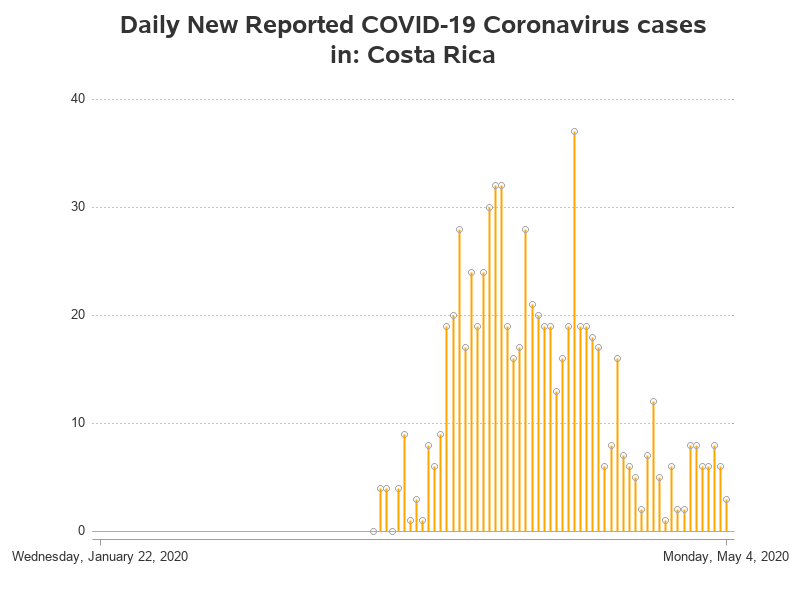 Daily New Reported COVID-19 Coronavirus cases
in: Costa Rica
40
30
20
10
0
Wednesday, January 22, 2020
Monday, May 4, 2020